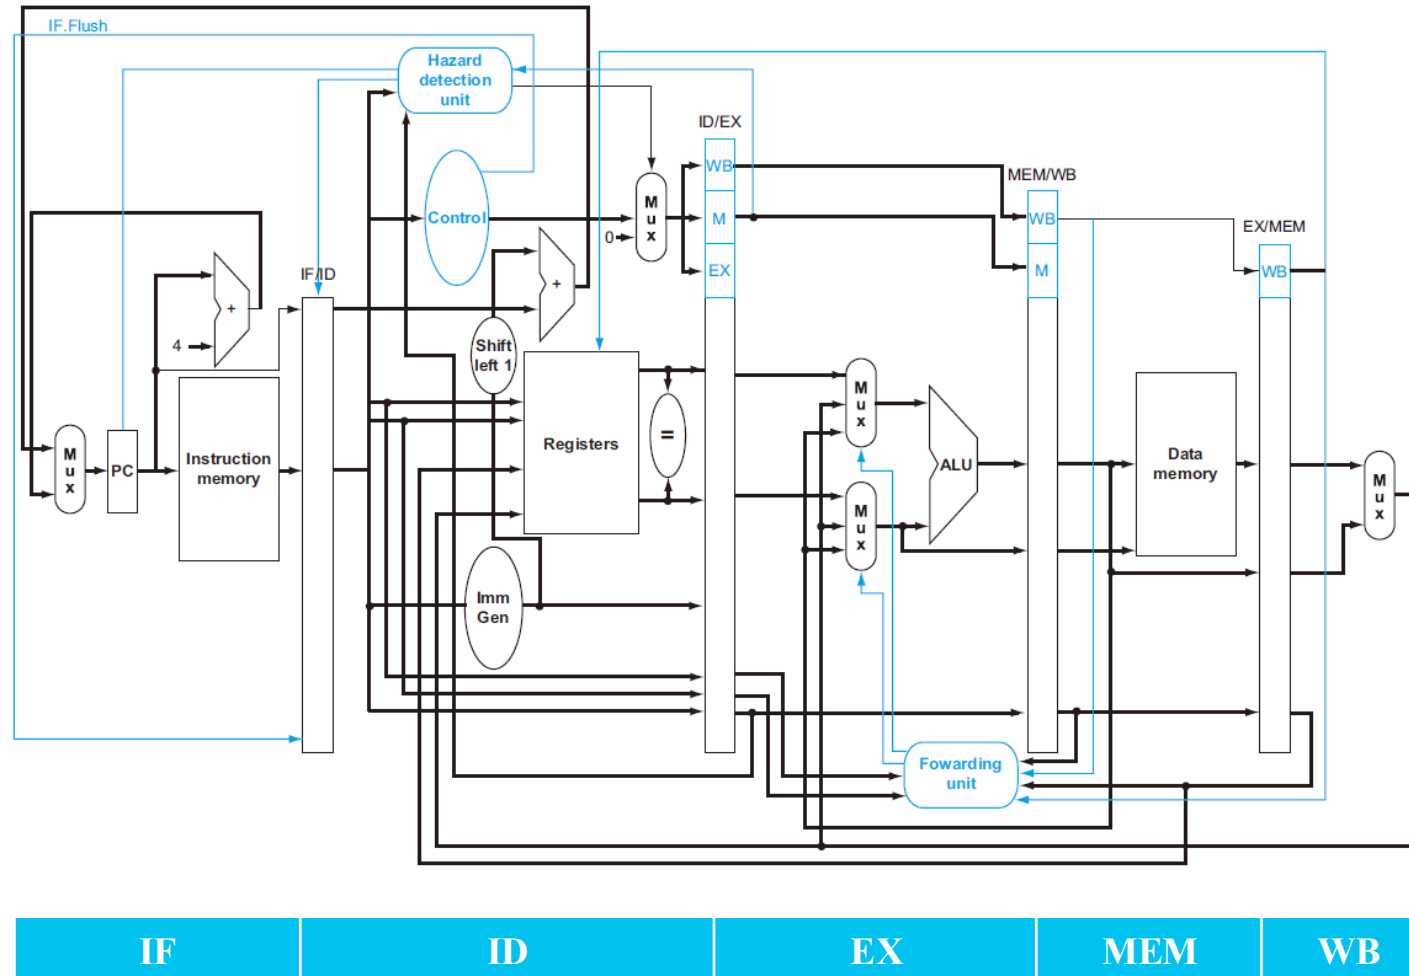 IF.Flush
Hazard
detection
unit
ID/EX
WB
M
EX
MEM/WB
WB
M
EX/MEM
WB
Control
M
u
x
0
+
IF/ID
+
4
Shift
left 1
Registers
=
M
u
x
PC
Instruction
memory
M
u
x
M
u
x
ALU
Data
memory
M
u
x
Imm
Gen
Fowarding
unit
IF
ID
EX
MEM
WB